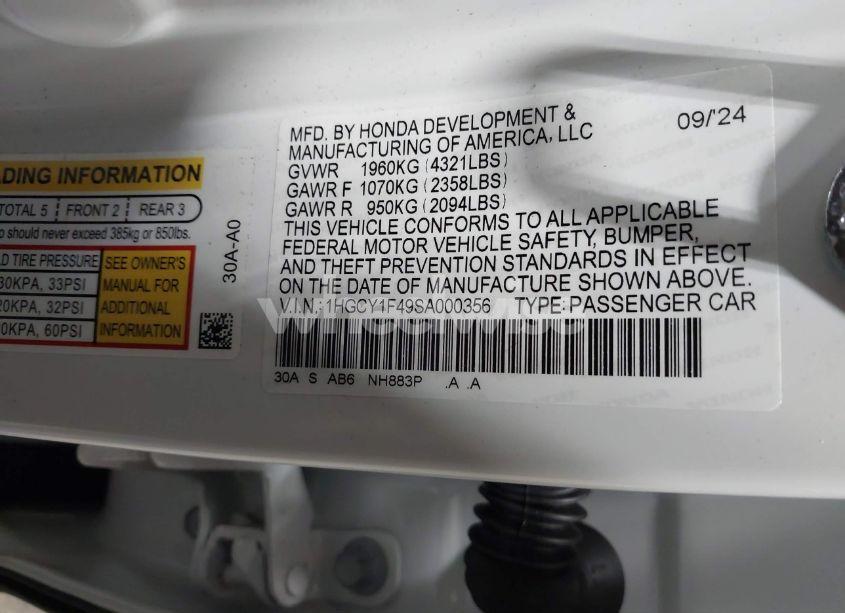 MFD. BY HONDA DEVELOPMENT &
MANUFACTURING OF AMERICA, LLC
09/'24
GVWR 1960KG (4321LBS)
GAWR F 1070KG (2358LBS)
GAWR R 950KG (2094LBS)
THIS VEHICLE CONFORMS TO ALL APPLICABLE
FEDERAL MOTOR VEHICLE SAFETY, BUMPER,
AND THEFT PREVENTION STANDARDS IN EFFECT
ON THE DATE OF MANUFACTURE SHOWN ABOVE.
V.I.N. 1HGCY1F49SA000356 TYPE:PASSENGER CAR
30A S AB6 NH883P .A .A
ADING INFORMATION
TOTAL 5 FRONT 2 REAR 3
o should never exceed 385kg or 850lbs.
D TIRE PRESSURE
30KPA, 33PSI
20KPA, 32PSI
0KPA, 60PSI
SEE OWNER'S
MANUAL FOR
ADDITIONAL
INFORMATION
30A-A0